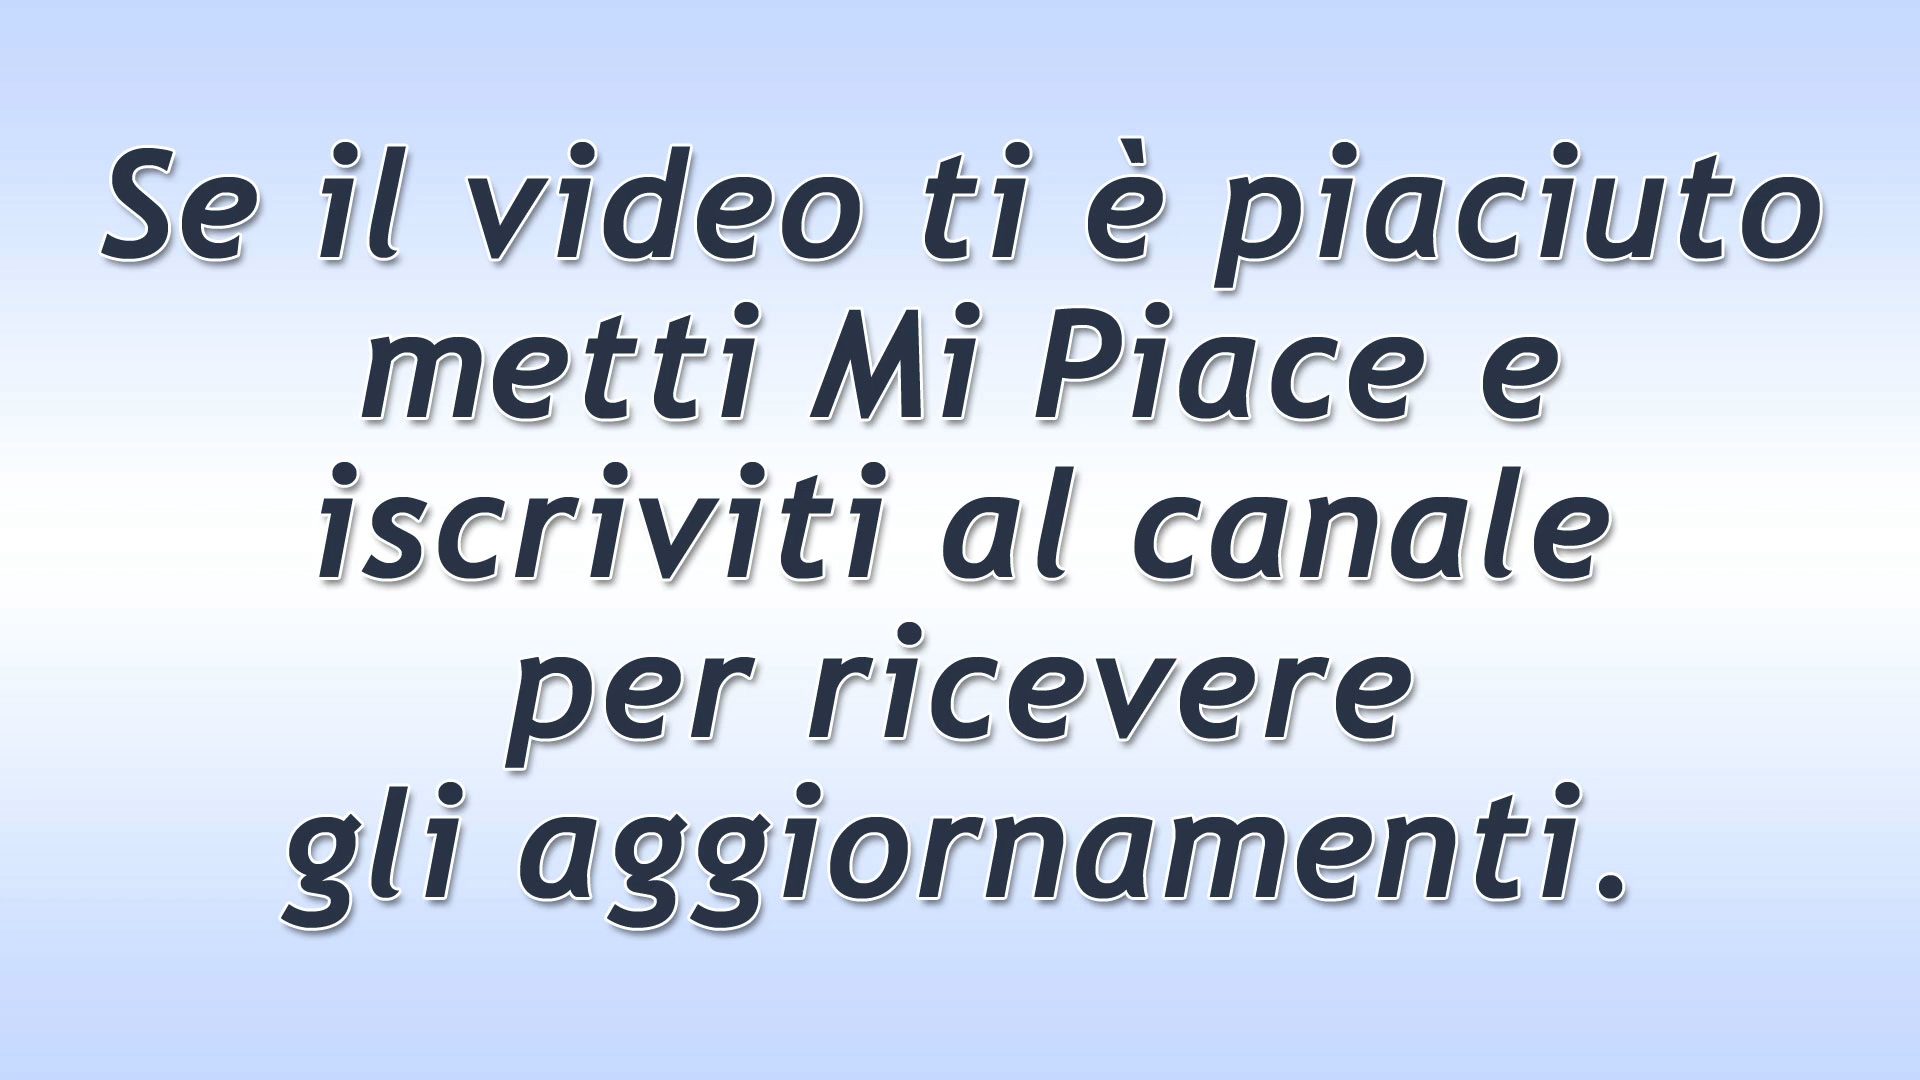 Se il video ti è piaciuto
metti Mi Piace e
iscriviti al canale
per ricevere
gli aggiornamenti.